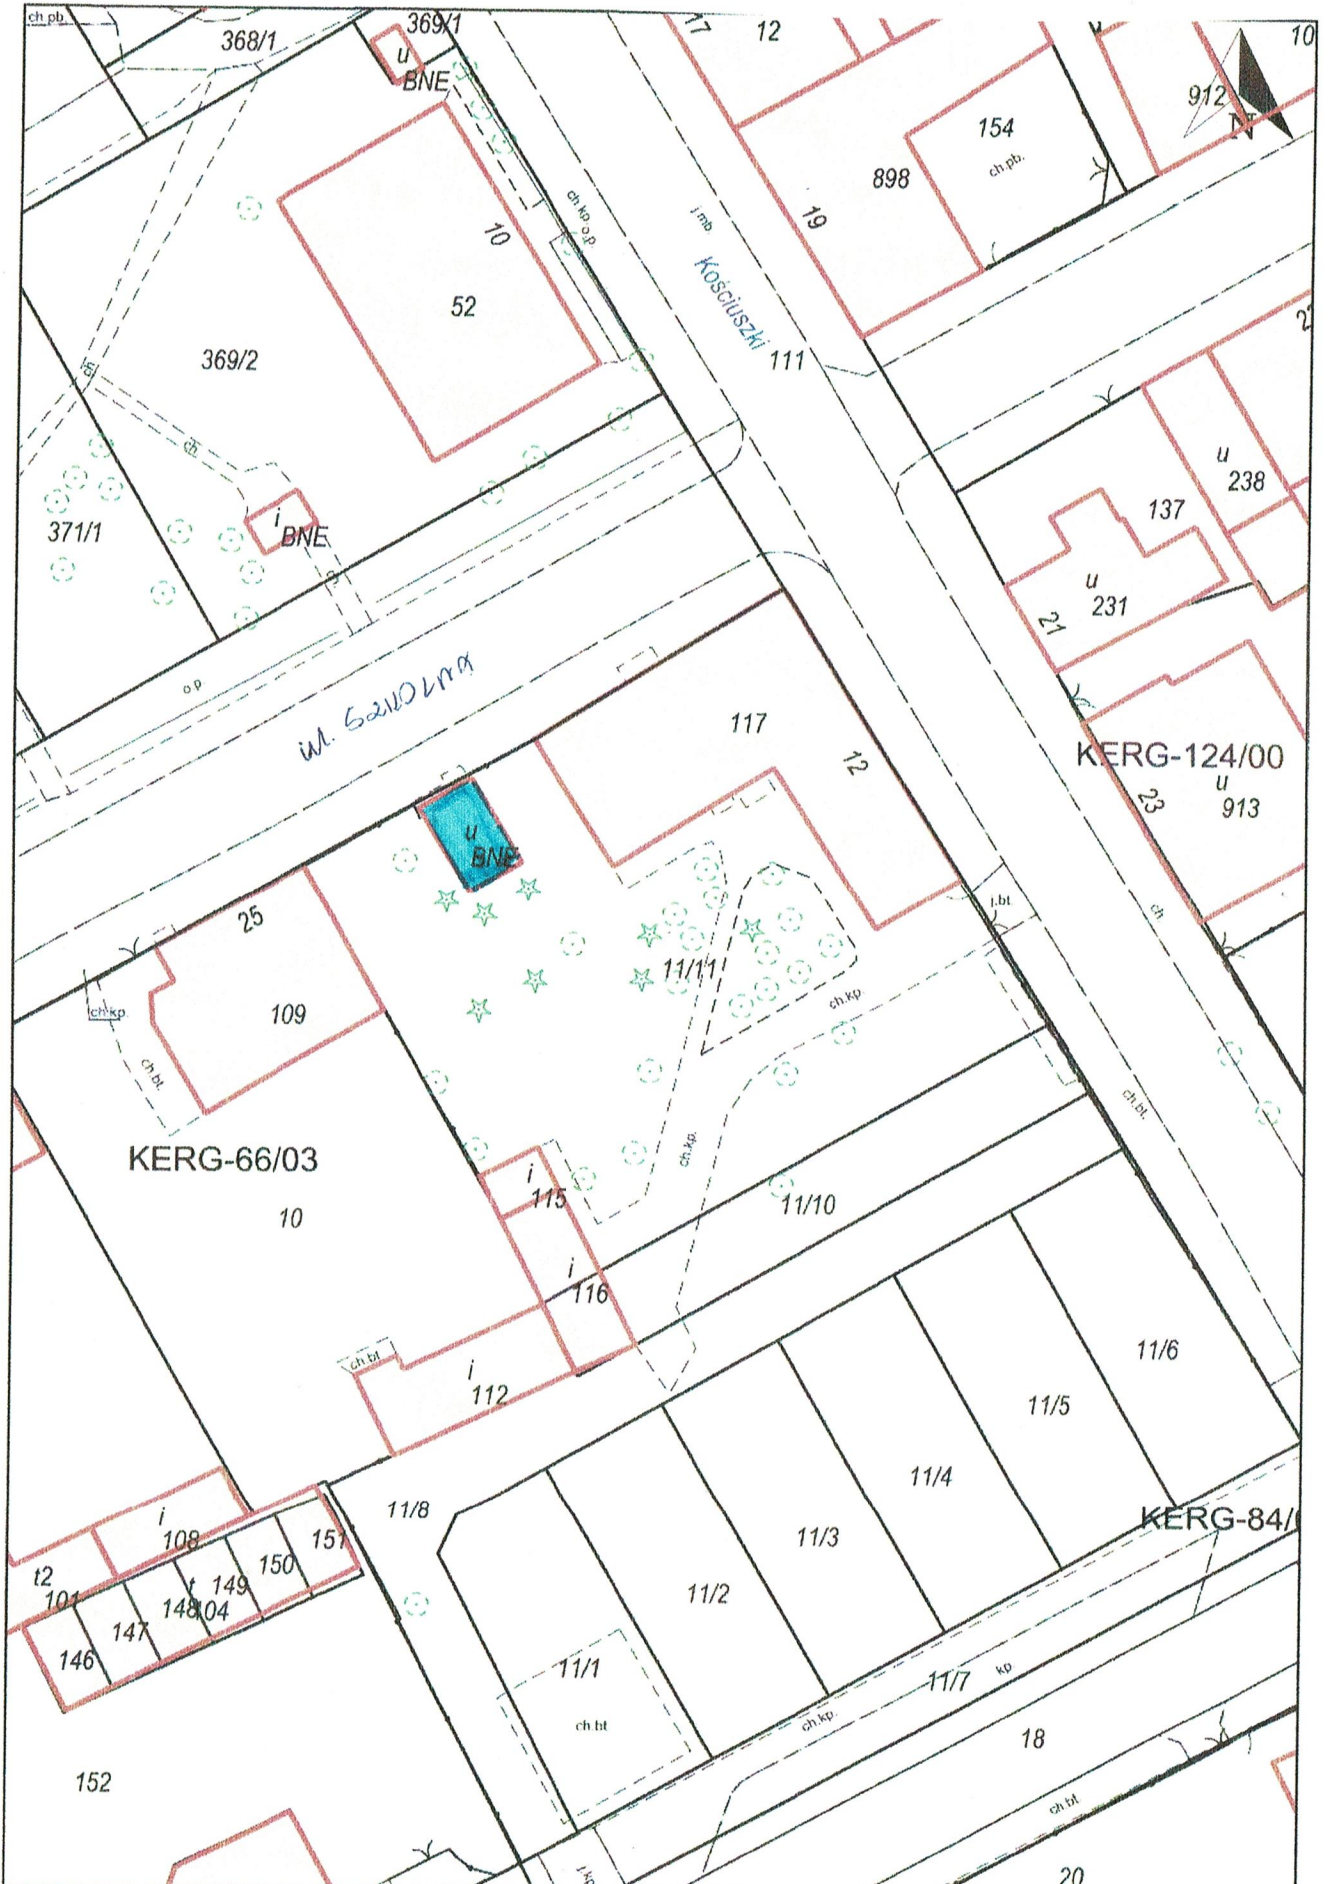 ch.pb.
368/1
369/1
u
BNE
17
12
10
912
N
154
ch.pb.
898
19
10
ch.kp.
o.p.
j.mb.
Kościuszki
52
369/2
111
ch.
ch.
u
238
137
371/1
i
BNE
u
231
21
o.p.
ul. SZKOLNA
117
12
KERG-124/00
u
913
23
u
BNE
25
j.bt.
ch.
11/11
ch.kp.
ch.kp.
109
ch.bt.
ch.bt.
KERG-66/03
ch.kp.
i
115
10
11/10
i
116
ch.bt.
i
112
11/6
11/5
11/4
11/8
KERG-84/
11/3
i
108
151
150
t2
101
149
t
148
104
11/2
147
146
11/1
11/7
kp
ch.bt.
ch.kp.
18
152
ch.bt.
j.kp
20